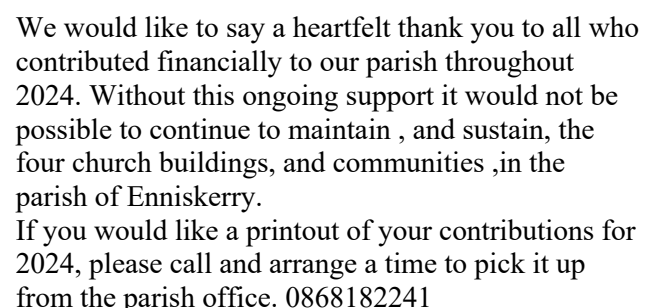 We would like to say a heartfelt thank you to all who
contributed financially to our parish throughout
2024. Without this ongoing support it would not be
possible to continue to maintain , and sustain, the
four church buildings, and communities ,in the
parish of Enniskerry.
If you would like a printout of your contributions for
2024, please call and arrange a time to pick it up
from the parish office. 0868182241